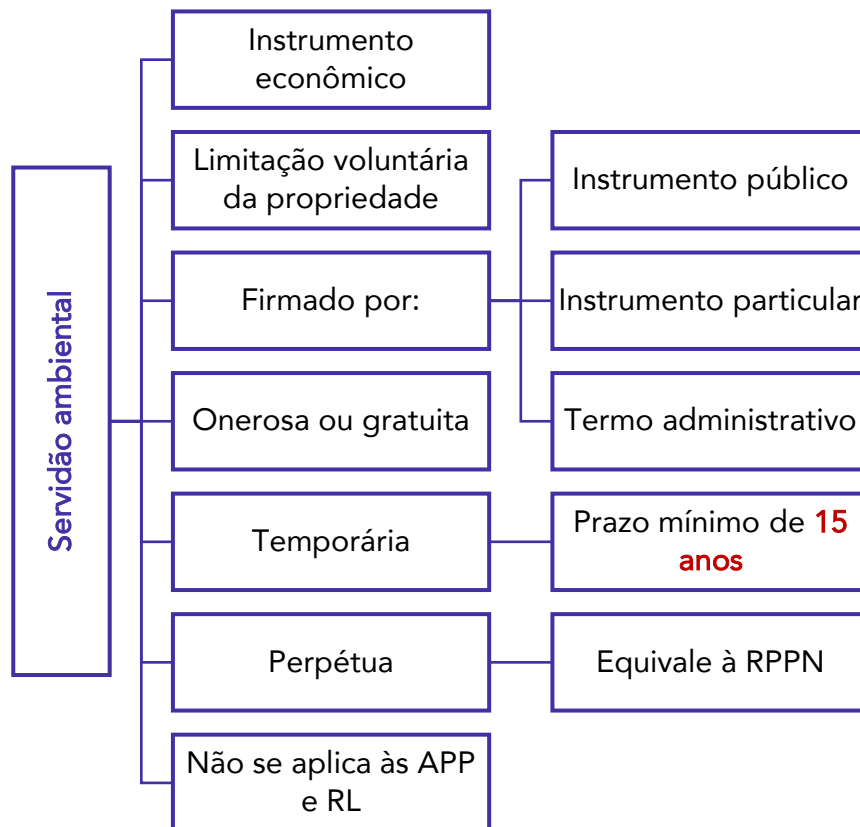 Servidão ambiental
Instrumento
econômico
Limitação voluntária
da propriedade
Firmado por:
Instrumento público
Instrumento particular
Termo administrativo
Onerosa ou gratuita
Temporária
Prazo mínimo de 15
anos
Perpétua
Equivale à RPPN
Não se aplica às APP
e RL